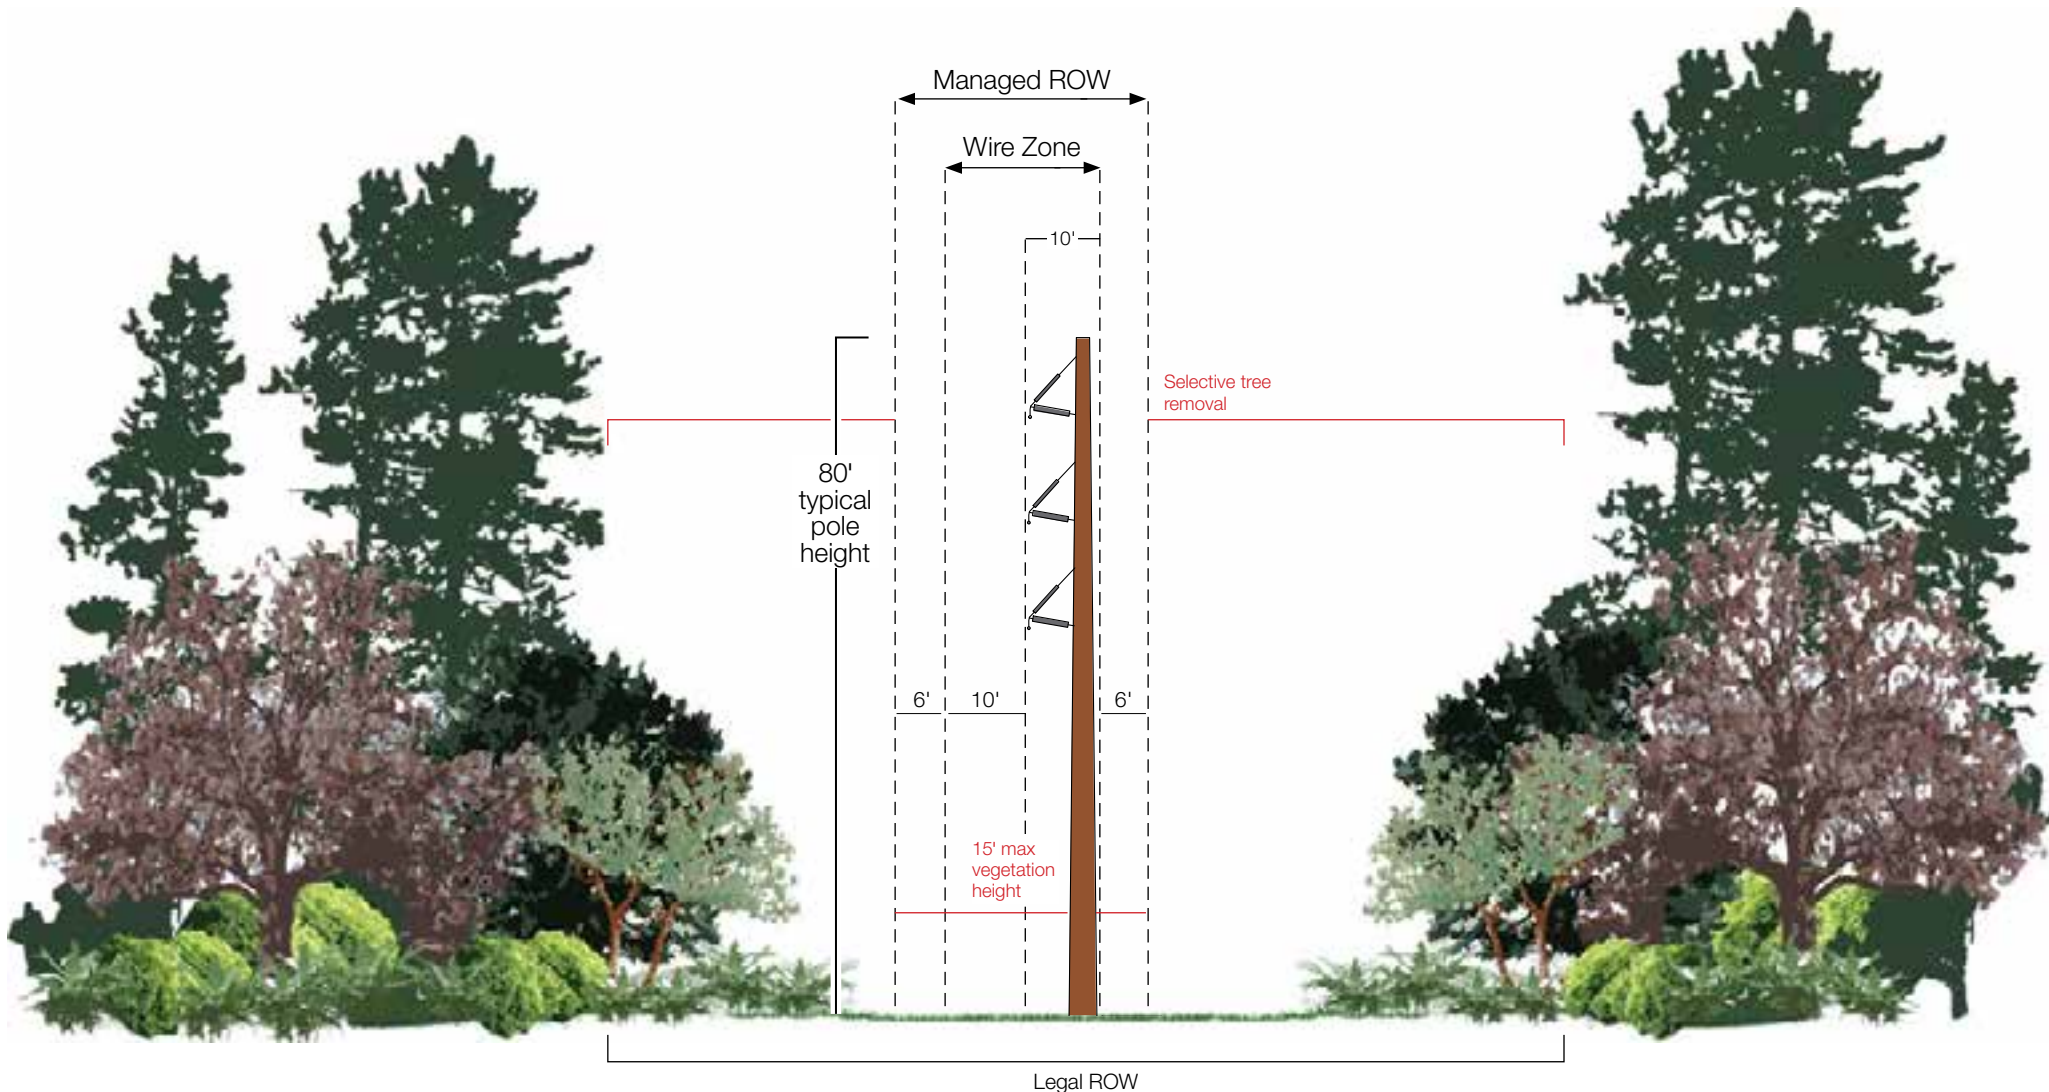 Managed ROW
Wire Zone
10'
Selective tree
removal
80'
typical
pole
height
6'
10'
6'
15' max
vegetation
height
Legal ROW